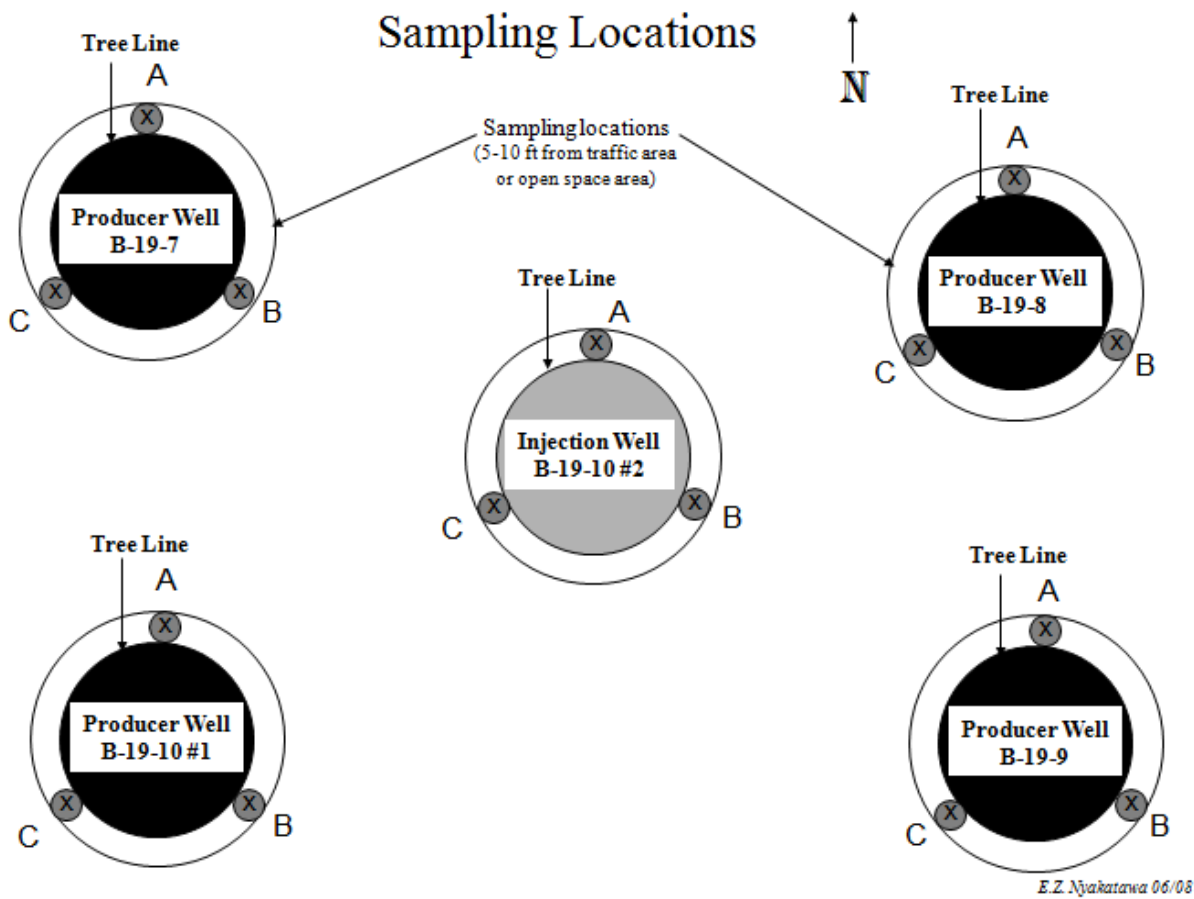 Sampling Locations
N
Tree Line
A
X
Producer Well
B-19-7
X
X
C
B
Sampling locations
(5-10 ft from traffic area
or open space area)
Tree Line
A
X
Producer Well
B-19-8
X
X
C
B
Tree Line
A
X
Injection Well
B-19-10 #2
X
X
C
B
Tree Line
A
X
Producer Well
B-19-10 #1
X
X
C
B
Tree Line
A
X
Producer Well
B-19-9
X
X
C
B
E.Z. Nyakatawa 06/08